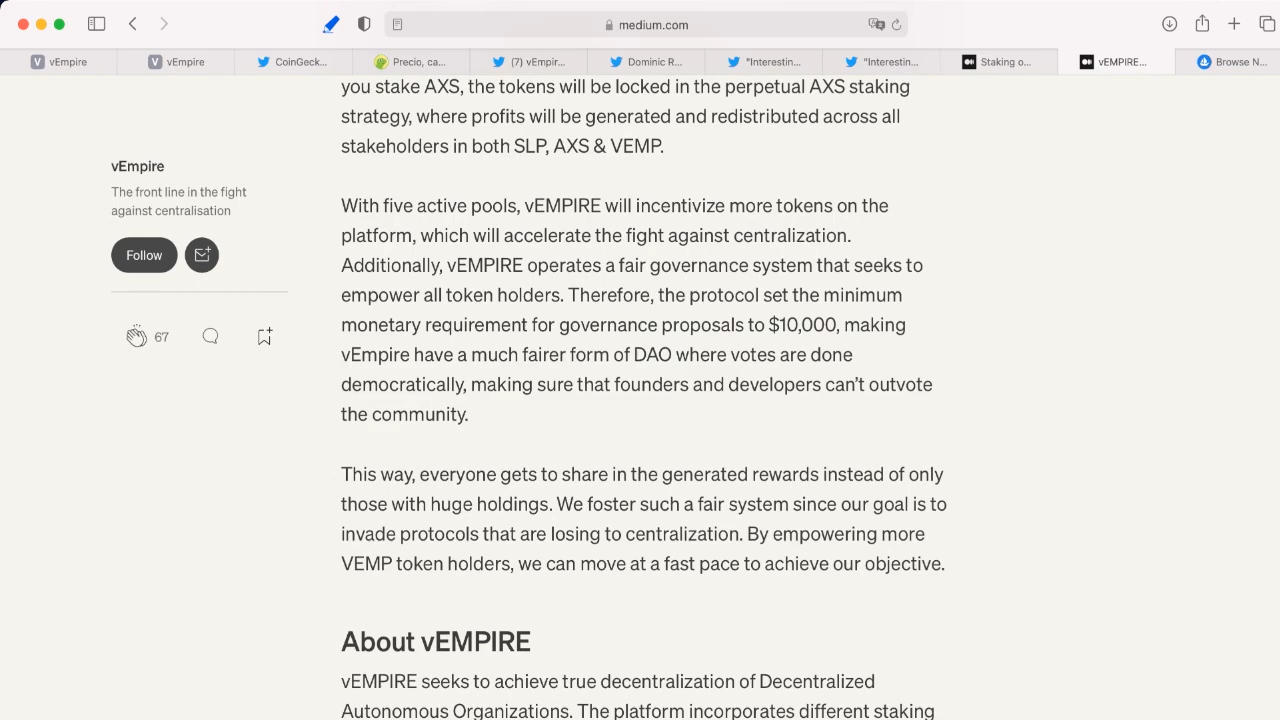 medium.com
vEmpire
vEmpire
CoinGeck...
Precio, ca...
(7) vEmpir...
Dominic R...
"Interestin...
"Interestin...
Staking o...
vEMPIRE...
Browse N...
vEmpire
The front line in the fight
against centralisation
Follow
67
you stake AXS, the tokens will be locked in the perpetual AXS staking
strategy, where profits will be generated and redistributed across all
stakeholders in both SLP, AXS & VEMP.
With five active pools, vEMPIRE will incentivize more tokens on the
platform, which will accelerate the fight against centralization.
Additionally, vEMPIRE operates a fair governance system that seeks to
empower all token holders. Therefore, the protocol set the minimum
monetary requirement for governance proposals to $10,000, making
vEmpire have a much fairer form of DAO where votes are done
democratically, making sure that founders and developers can’t outvote
the community.
This way, everyone gets to share in the generated rewards instead of only
those with huge holdings. We foster such a fair system since our goal is to
invade protocols that are losing to centralization. By empowering more
VEMP token holders, we can move at a fast pace to achieve our objective.
About vEMPIRE
vEMPIRE seeks to achieve true decentralization of Decentralized
Autonomous Organizations. The platform incorporates different staking